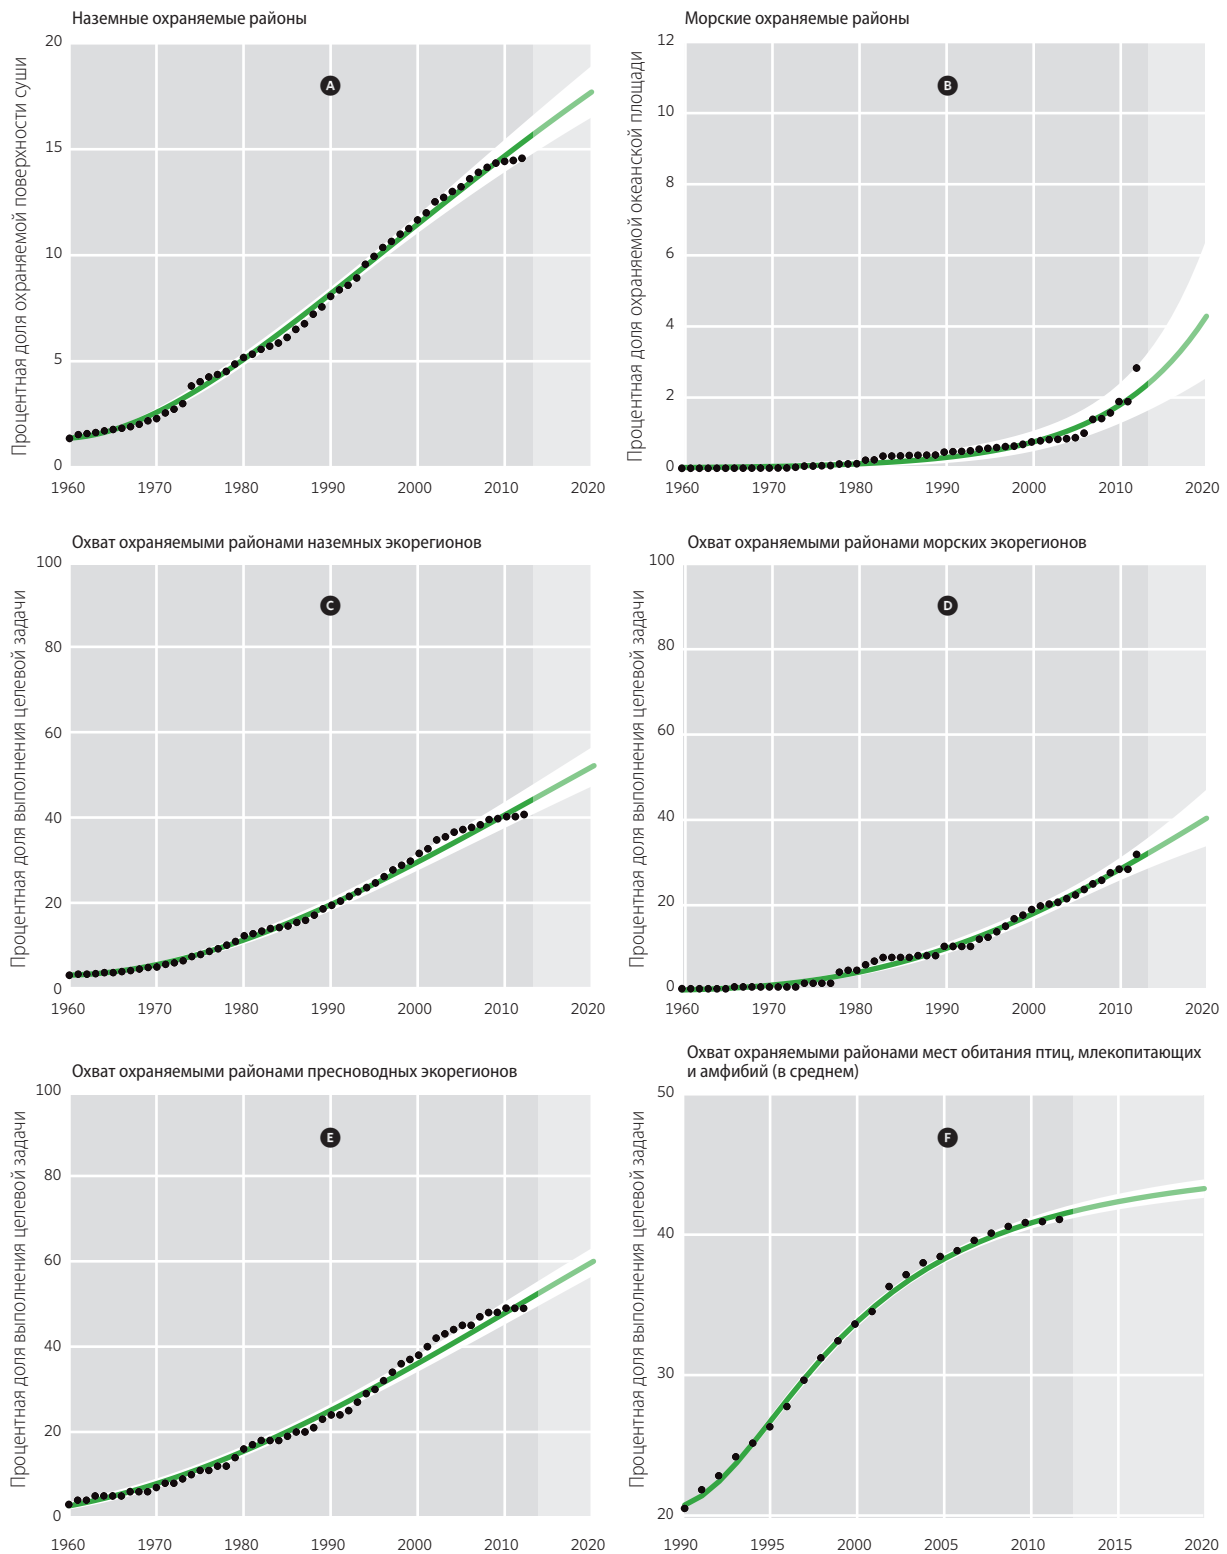 Наземные охраняемые районы
Процентная доля охраняемой поверхности суши
20
15
10
5
0
A
1960 1970 1980 1990 2000 2010 2020
Морские охраняемые районы
Процентная доля охраняемой океанской площади
12
10
8
6
4
2
0
B
1960 1970 1980 1990 2000 2010 2020
Охват охраняемыми районами наземных экорегионов
Процентная доля выполнения целевой задачи
100
80
60
40
20
0
C
1960 1970 1980 1990 2000 2010 2020
Охват охраняемыми районами морских экорегионов
Процентная доля выполнения целевой задачи
100
80
60
40
20
0
D
1960 1970 1980 1990 2000 2010 2020
Охват охраняемыми районами пресноводных экорегионов
Процентная доля выполнения целевой задачи
100
80
60
40
20
0
E
1960 1970 1980 1990 2000 2010 2020
Охват охраняемыми районами мест обитания птиц, млекопитающих
и амфибий (в среднем)
Процентная доля выполнения целевой задачи
50
40
30
20
F
1990 1995 2000 2005 2010 2015 2020